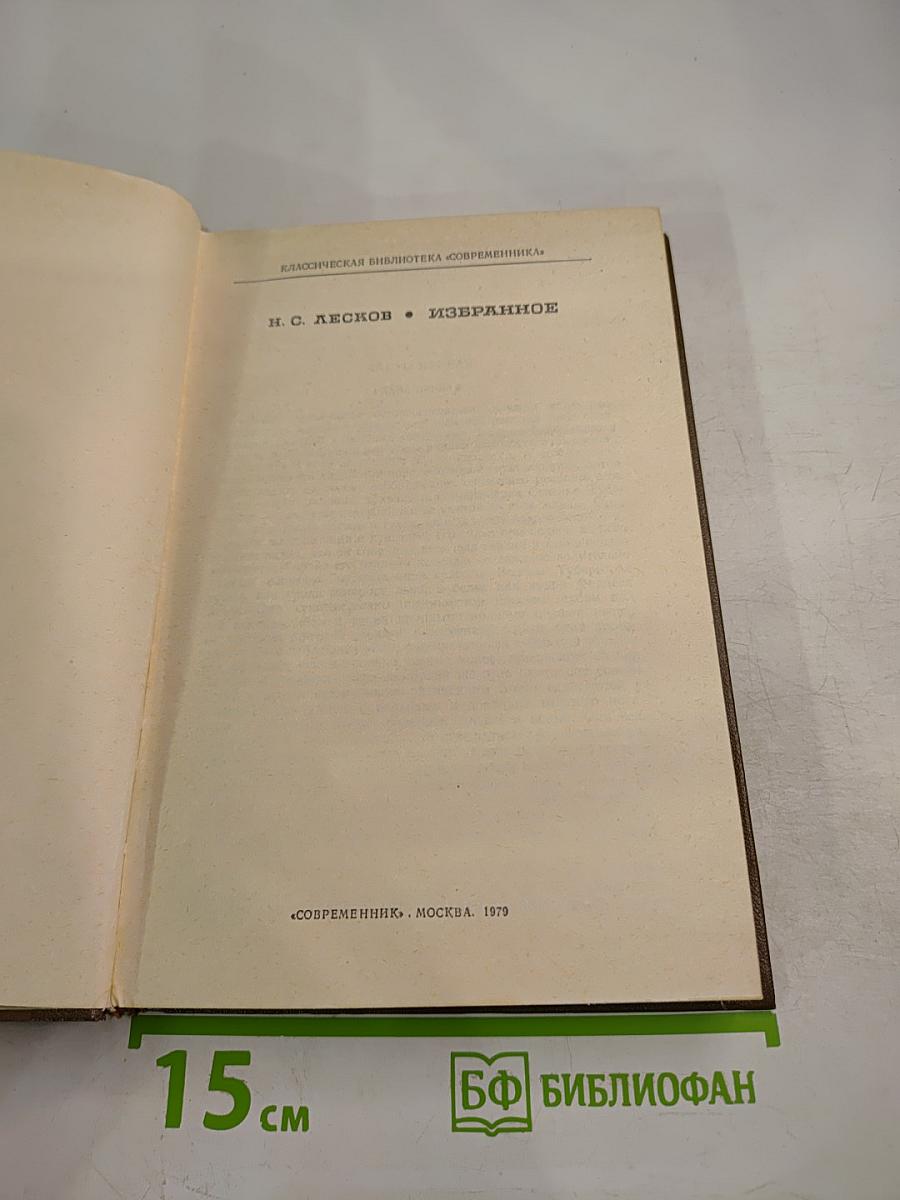 КЛАССИЧЕСКАЯ БИБЛИОТЕКА «СОВРЕМЕННИКА»
Н. С. ЛЕСКОВ • ИЗБРАННОЕ
«СОВРЕМЕННИК». МОСКВА. 1979
15 см
БФ БИБЛИОФАН